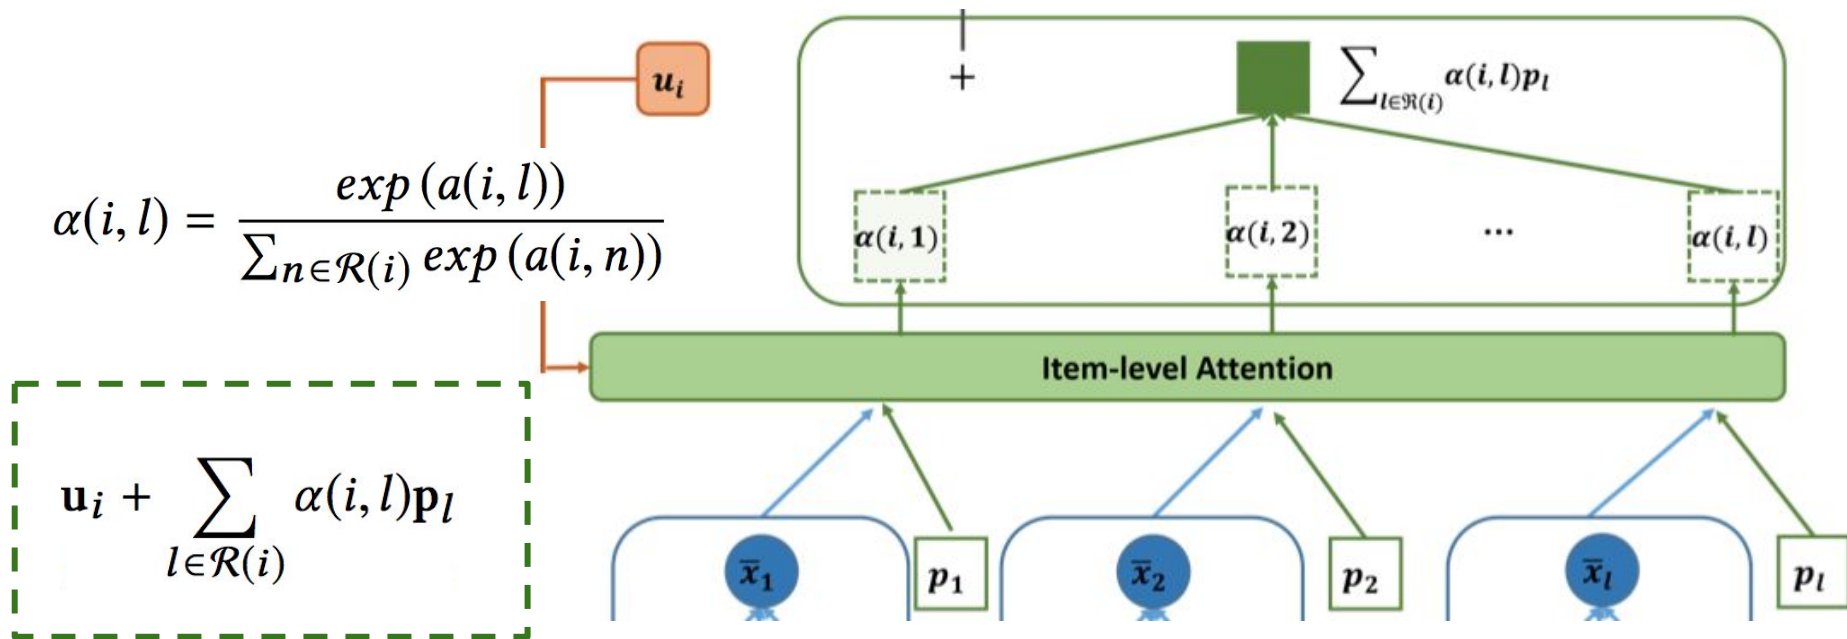 u_i
+
∑_{l∈ℜ(i)} α(i, l)p_l
α(i, l) = exp (a(i, l)) / ∑_{n∈ℛ(i)} exp (a(i, n))
α(i, 1)
α(i, 2)
...
α(i, l)
Item-level Attention
u_i + ∑_{l∈ℛ(i)} α(i, l)p_l
x̅_1
p_1
x̅_2
p_2
x̅_l
p_l